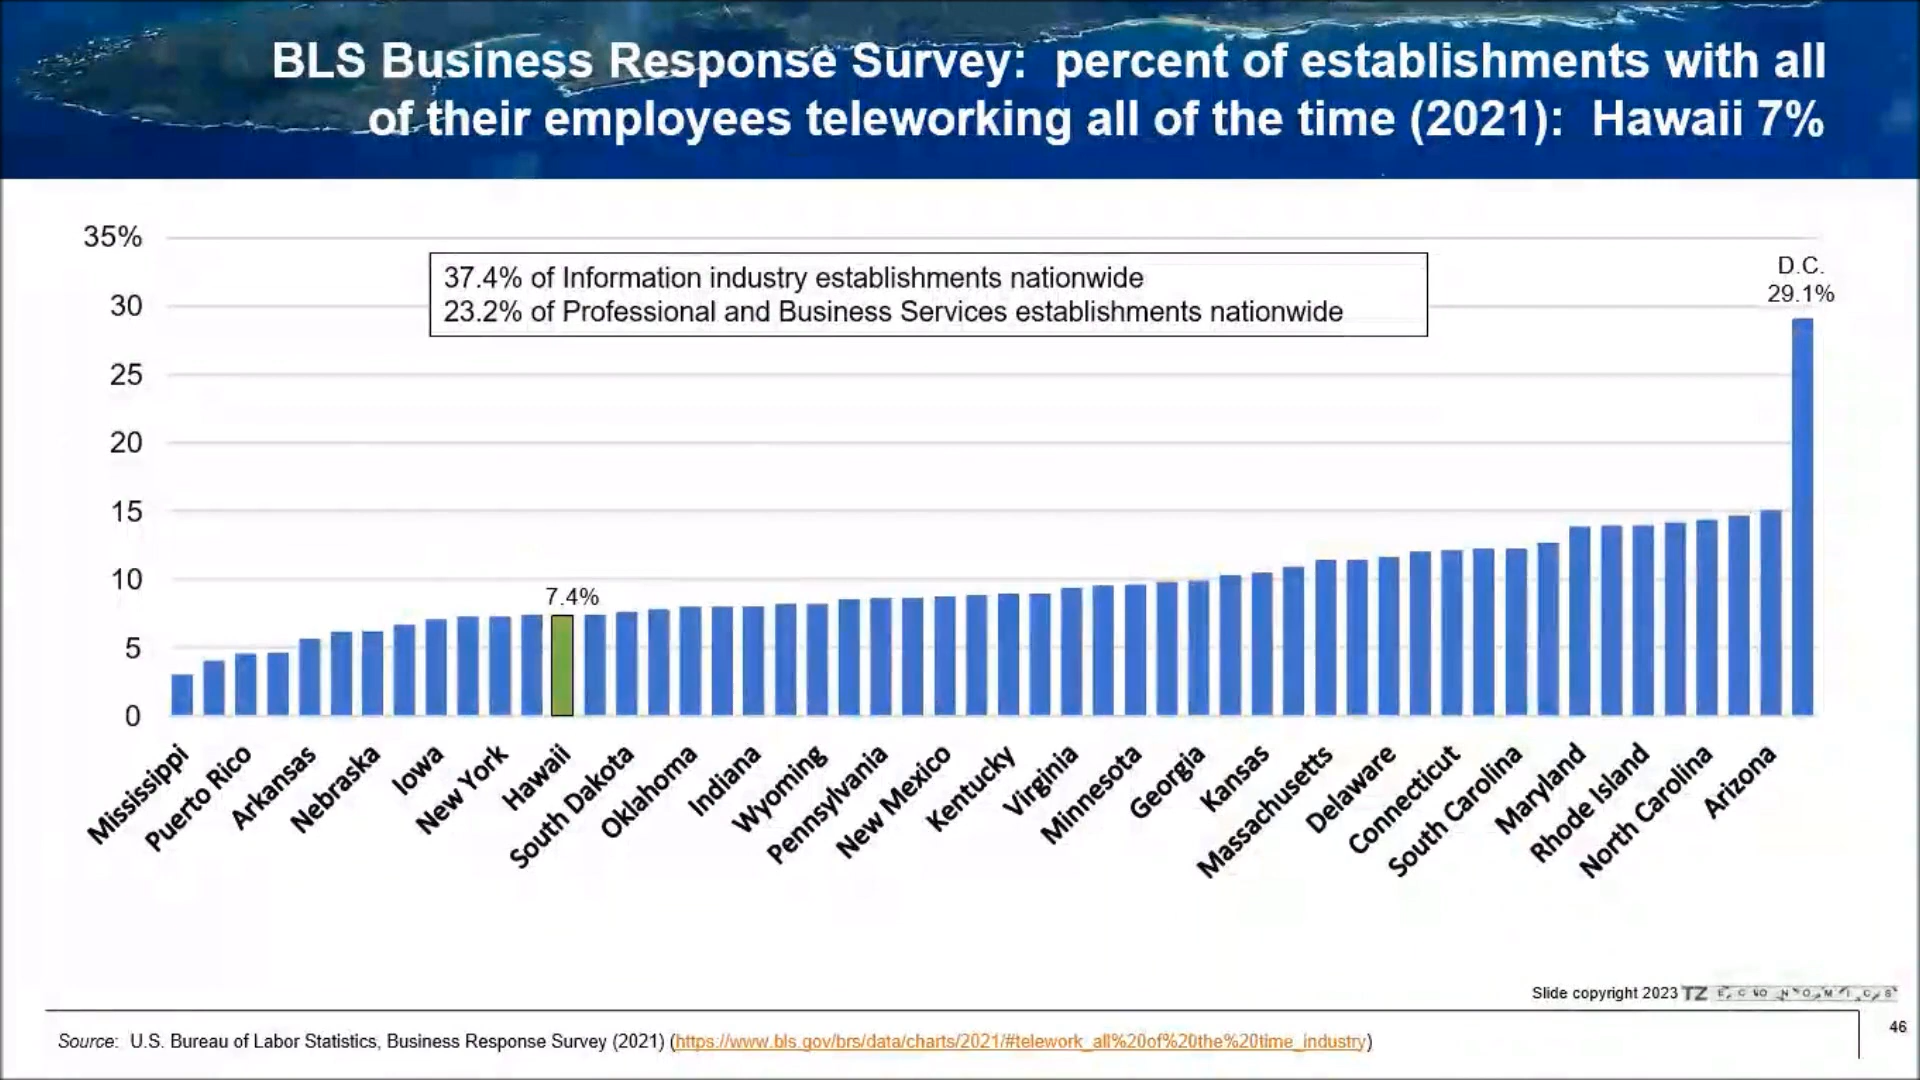 BLS Business Response Survey: percent of establishments with all
of their employees teleworking all of the time (2021): Hawaii 7%
35%
30
25
20
15
10
5
0
37.4% of Information industry establishments nationwide
23.2% of Professional and Business Services establishments nationwide
D.C.
29.1%
7.4%
Mississippi
Puerto Rico
Arkansas
Nebraska
Iowa
New York
Hawaii
South Dakota
Oklahoma
Indiana
Wyoming
Pennsylvania
New Mexico
Kentucky
Virginia
Minnesota
Georgia
Kansas
Massachusetts
Delaware
Connecticut
South Carolina
Maryland
Rhode Island
North Carolina
Arizona
Slide copyright 2023 TZ ECONOMICS
46
Source: U.S. Bureau of Labor Statistics, Business Response Survey (2021) (https://www.bls.gov/brs/data/charts/2021/#telework_all%20of%20the%20time_industry)